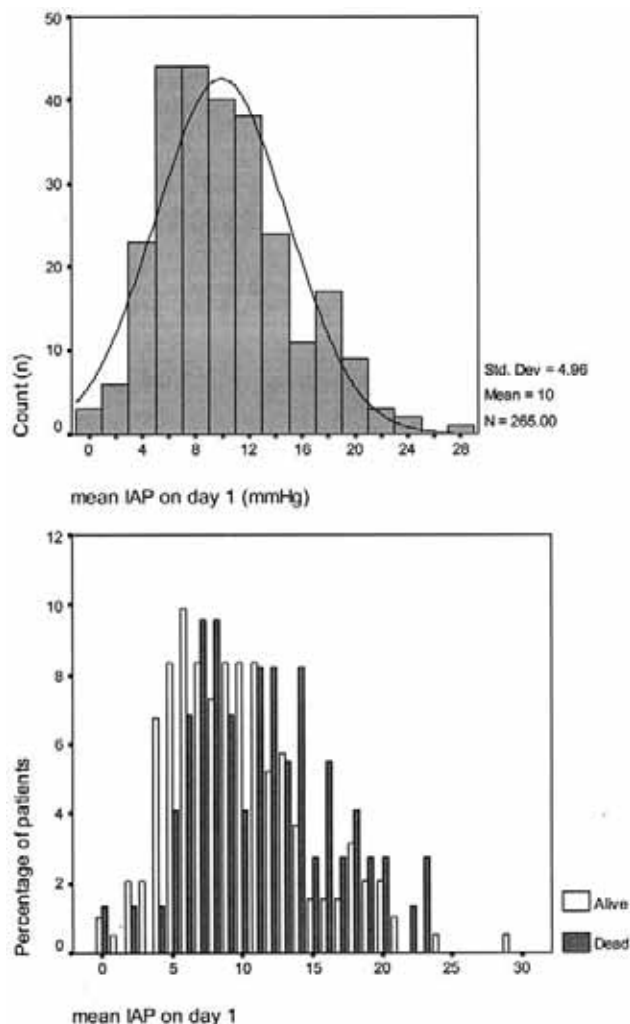 50
40
30
20
10
0
Count (n)
0 4 8 12 16 20 24 28
Std. Dev = 4.96
Mean = 10
N = 265.00
mean IAP on day 1 (mmHg)
12
10
8
6
4
2
0
Percentage of patients
0 5 10 15 20 25 30
Alive
Dead
mean IAP on day 1